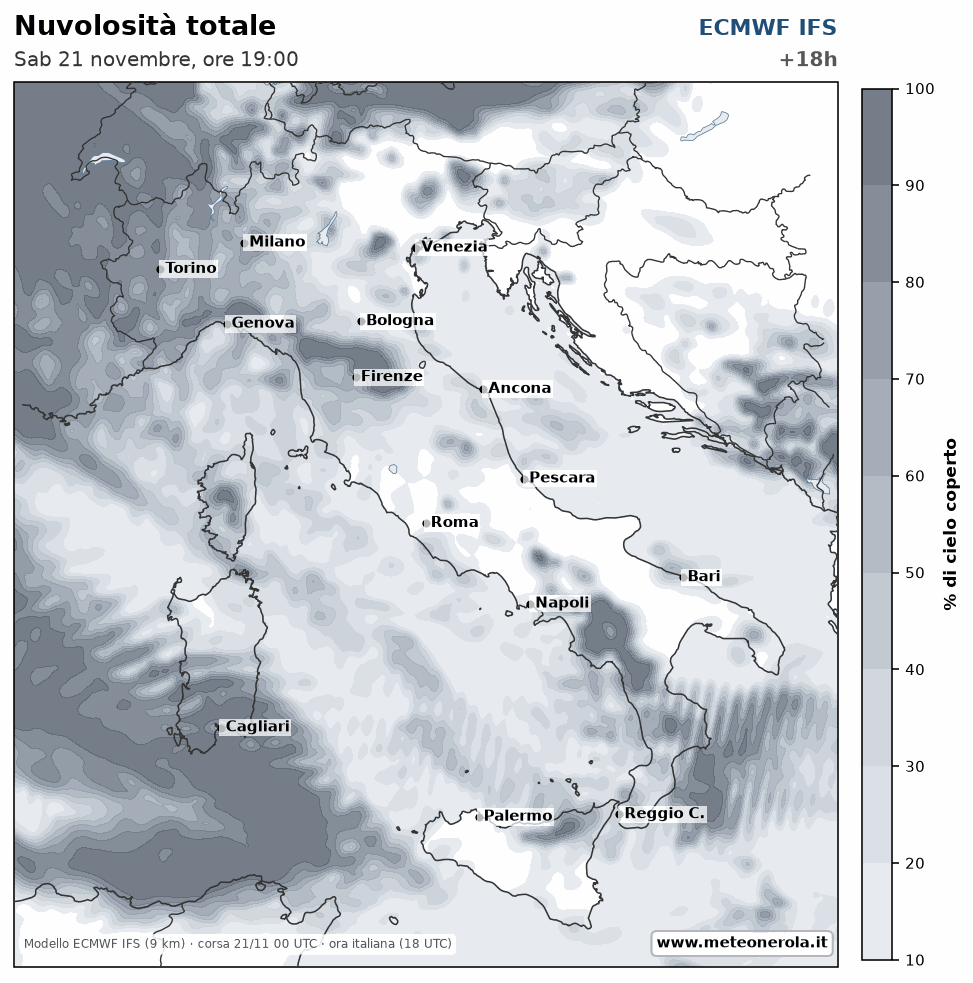 Nuvolosità totale
ECMWF IFS
Sab 21 novembre, ore 19:00
+18h
100
90
80
70
60
50
40
30
20
10
% di cielo coperto
Milano
Venezia
Torino
Genova
Bologna
Firenze
Ancona
Pescara
Roma
Bari
Napoli
Cagliari
Palermo
Reggio C.
Modello ECMWF IFS (9 km) · corsa 21/11 00 UTC · ora italiana (18 UTC)
www.meteonerola.it